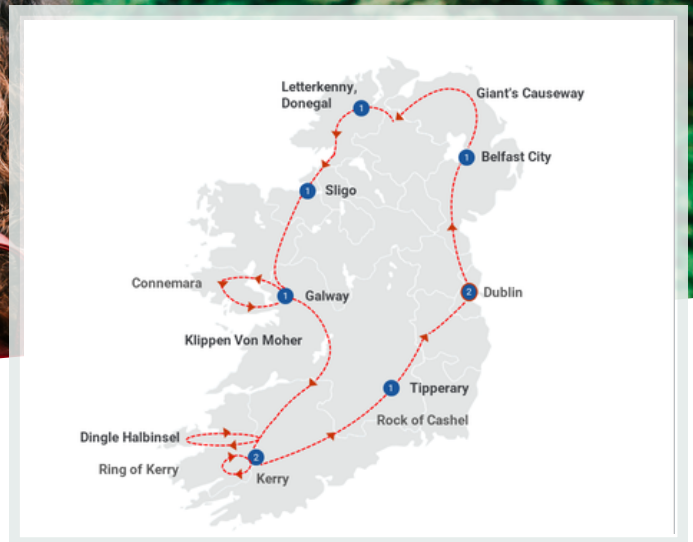 Letterkenny,
Donegal
1
Giant's Causeway
1
Belfast City
1
Sligo
Connemara
1
Galway
2
Dublin
Klippen Von Moher
1
Tipperary
Rock of Cashel
Dingle Halbinsel
2
Ring of Kerry
Kerry